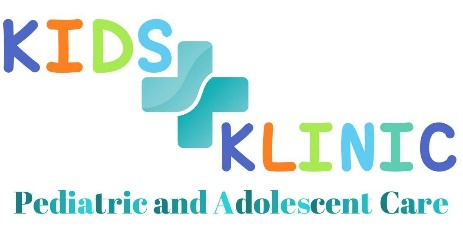 KIDS
KLINIC
Pediatric and Adolescent Care